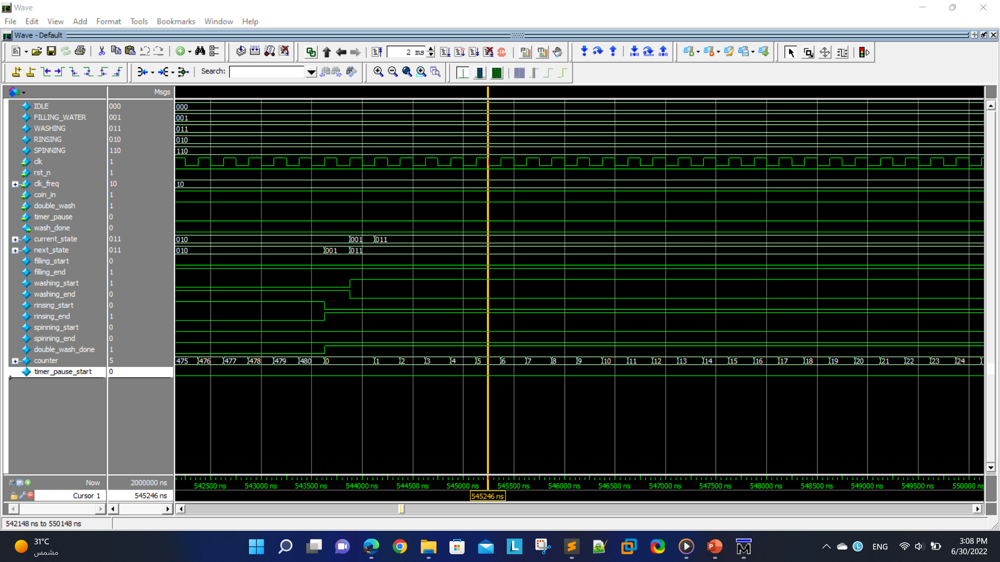 Wave
File Edit View Add Format Tools Bookmarks Window Help
Wave - Default
2 ms
Search:
Msgs
IDLE 000 000
FILLING_WATER 001 001
WASHING 011 011
RINSING 010 010
SPINNING 110 110
clk 1
rst_n 1
clk_freq 10 10
coin_in 1
double_wash 1
timer_pause 0
wash_done 0
current_state 011 010 001 011
next_state 011 010 001 011
filling_start 0
filling_end 1
washing_start 1
washing_end 0
rinsing_start 0
rinsing_end 1
spinning_start 0
spinning_end 0
double_wash_done 1
counter 5 475 476 477 478 479 480 0 1 2 3 4 5 6 7 8 9 10 11 12 13 14 15 16 17 18 19 20 21 22 23 24
timer_pause_start 0
Now 2000000 ns 542500 ns 543000 ns 543500 ns 544000 ns 544500 ns 545000 ns 545500 ns 546000 ns 546500 ns 547000 ns 547500 ns 548000 ns 548500 ns 549000 ns 549500 ns 550000 ns
Cursor 1 545246 ns 545246 ns
542148 ns to 550148 ns
31°C
مشمس
ENG
3:08 PM
6/30/2022